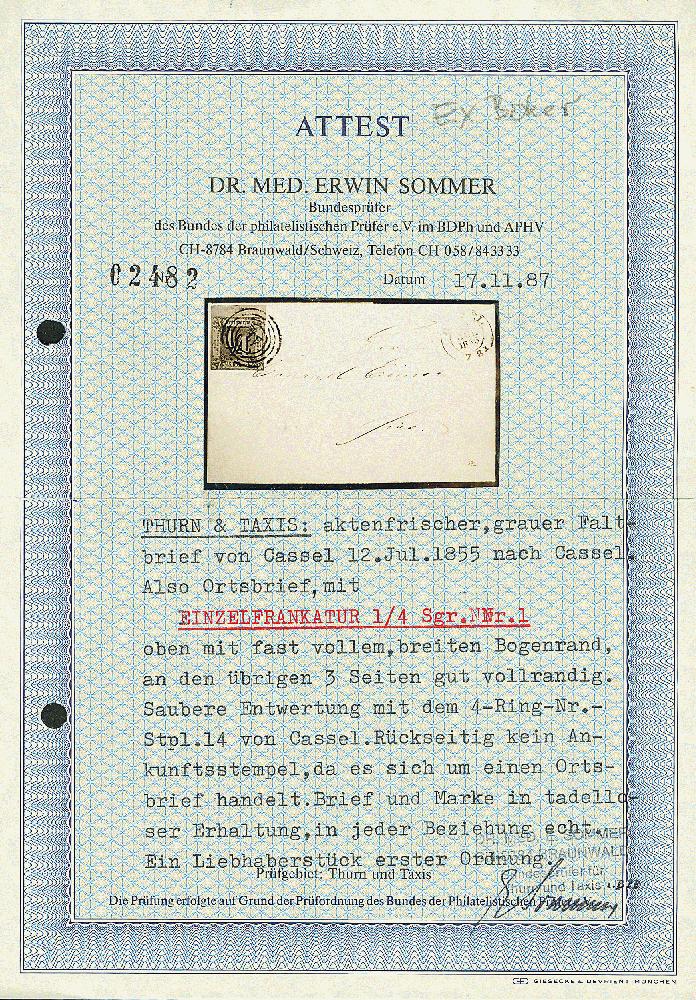 Ex Boker
ATTEST
DR. MED. ERWIN SOMMER
Bundesprüfer
des Bundes der philatelistischen Prüfer e.V. im BDPh und APHV
CH-8784 Braunwald/Schweiz, Telefon CH 058/843333
02482 Datum 17.11.87
THURN & TAXIS: aktenfrischer,grauer Falt-
brief von Cassel 12.Jul.1855 nach Cassel.
Also Ortsbrief,mit
EINZELFRANKATUR 1/4 Sgr.NNr.1
oben mit fast vollem,breiten Bogenrand,
an den übrigen 3 Seiten gut vollrandig.
Saubere Entwertung mit dem 4-Ring-Nr.-
Stpl.14 von Cassel.Rückseitig kein An-
kunftsstempel,da es sich um einen Orts-
brief handelt.Brief und Marke in tadello-
ser Erhaltung,in jeder Beziehung echt.
Ein Liebhaberstück erster Ordnung.
Prüfgebiet: Thurn und Taxis
Die Prüfung erfolgte auf Grund der Prüfordnung des Bundes der Philatelistischen
GIESECKE & DEVRIENT MÜNCHEN